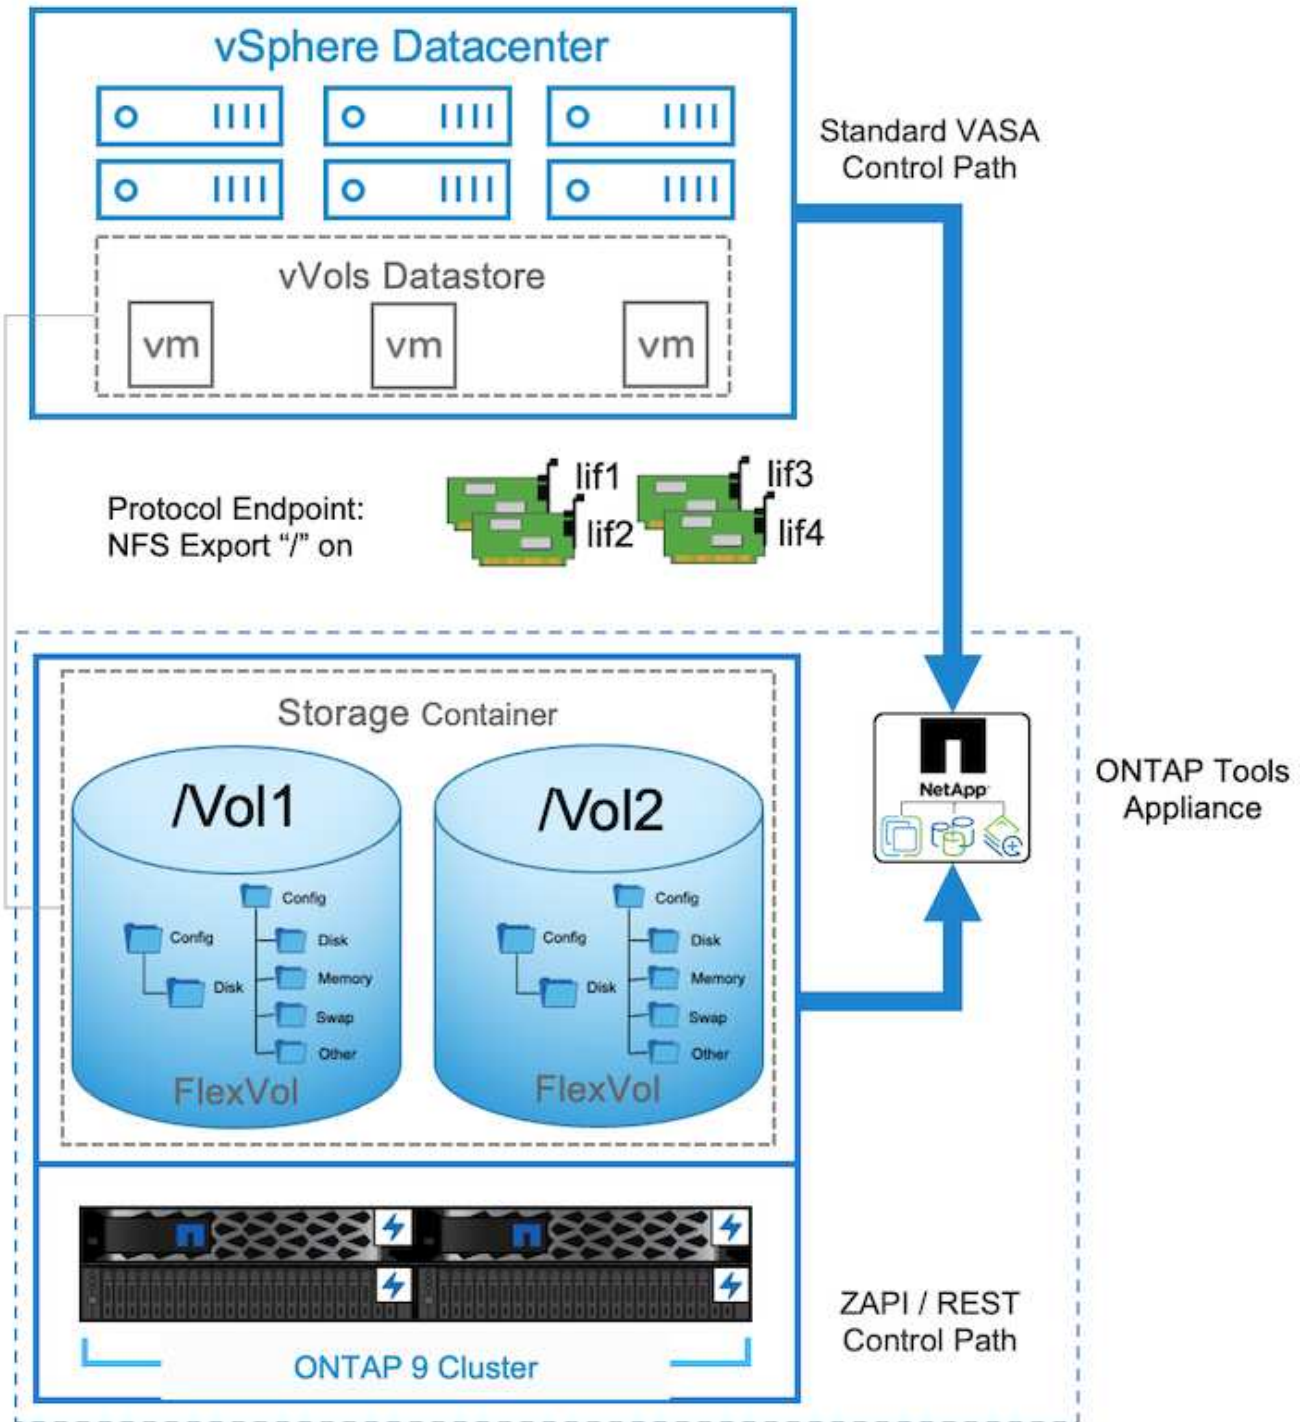 vSphere Datacenter
Standard VASA
Control Path
vVols Datastore
vm
vm
vm
Protocol Endpoint:
NFS Export “/” on
lif1
lif2
lif3
lif4
Storage Container
/Vol1
Config
Disk
Config
Disk
Memory
Swap
Other
FlexVol
/Vol2
Config
Disk
Config
Disk
Memory
Swap
Other
FlexVol
NetApp
ONTAP Tools
Appliance
ONTAP 9 Cluster
ZAPI / REST
Control Path